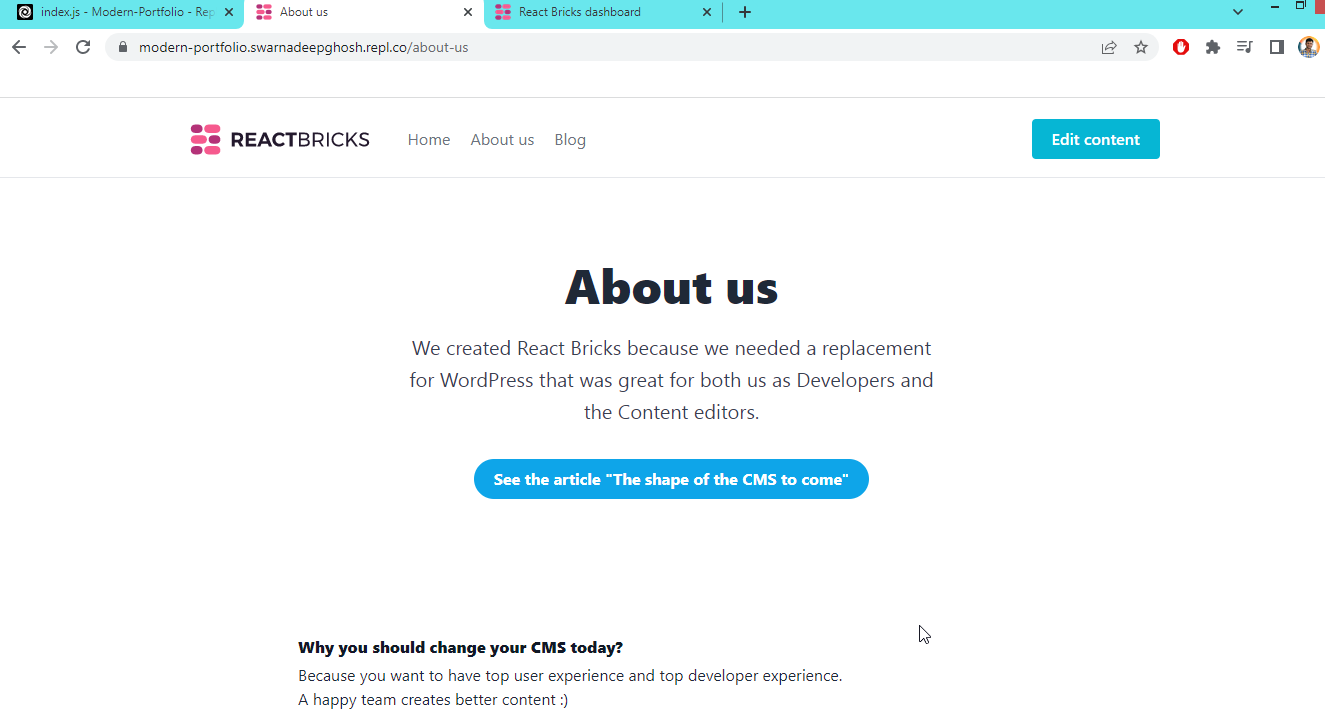 index.js - Modern-Portfolio - Rep
About us
React Bricks dashboard
modern-portfolio.swarnadeepghosh.repl.co/about-us
REACTBRICKS
Home
About us
Blog
Edit content
About us
We created React Bricks because we needed a replacement
for WordPress that was great for both us as Developers and
the Content editors.
See the article "The shape of the CMS to come"
Why you should change your CMS today?
Because you want to have top user experience and top developer experience.
A happy team creates better content :)